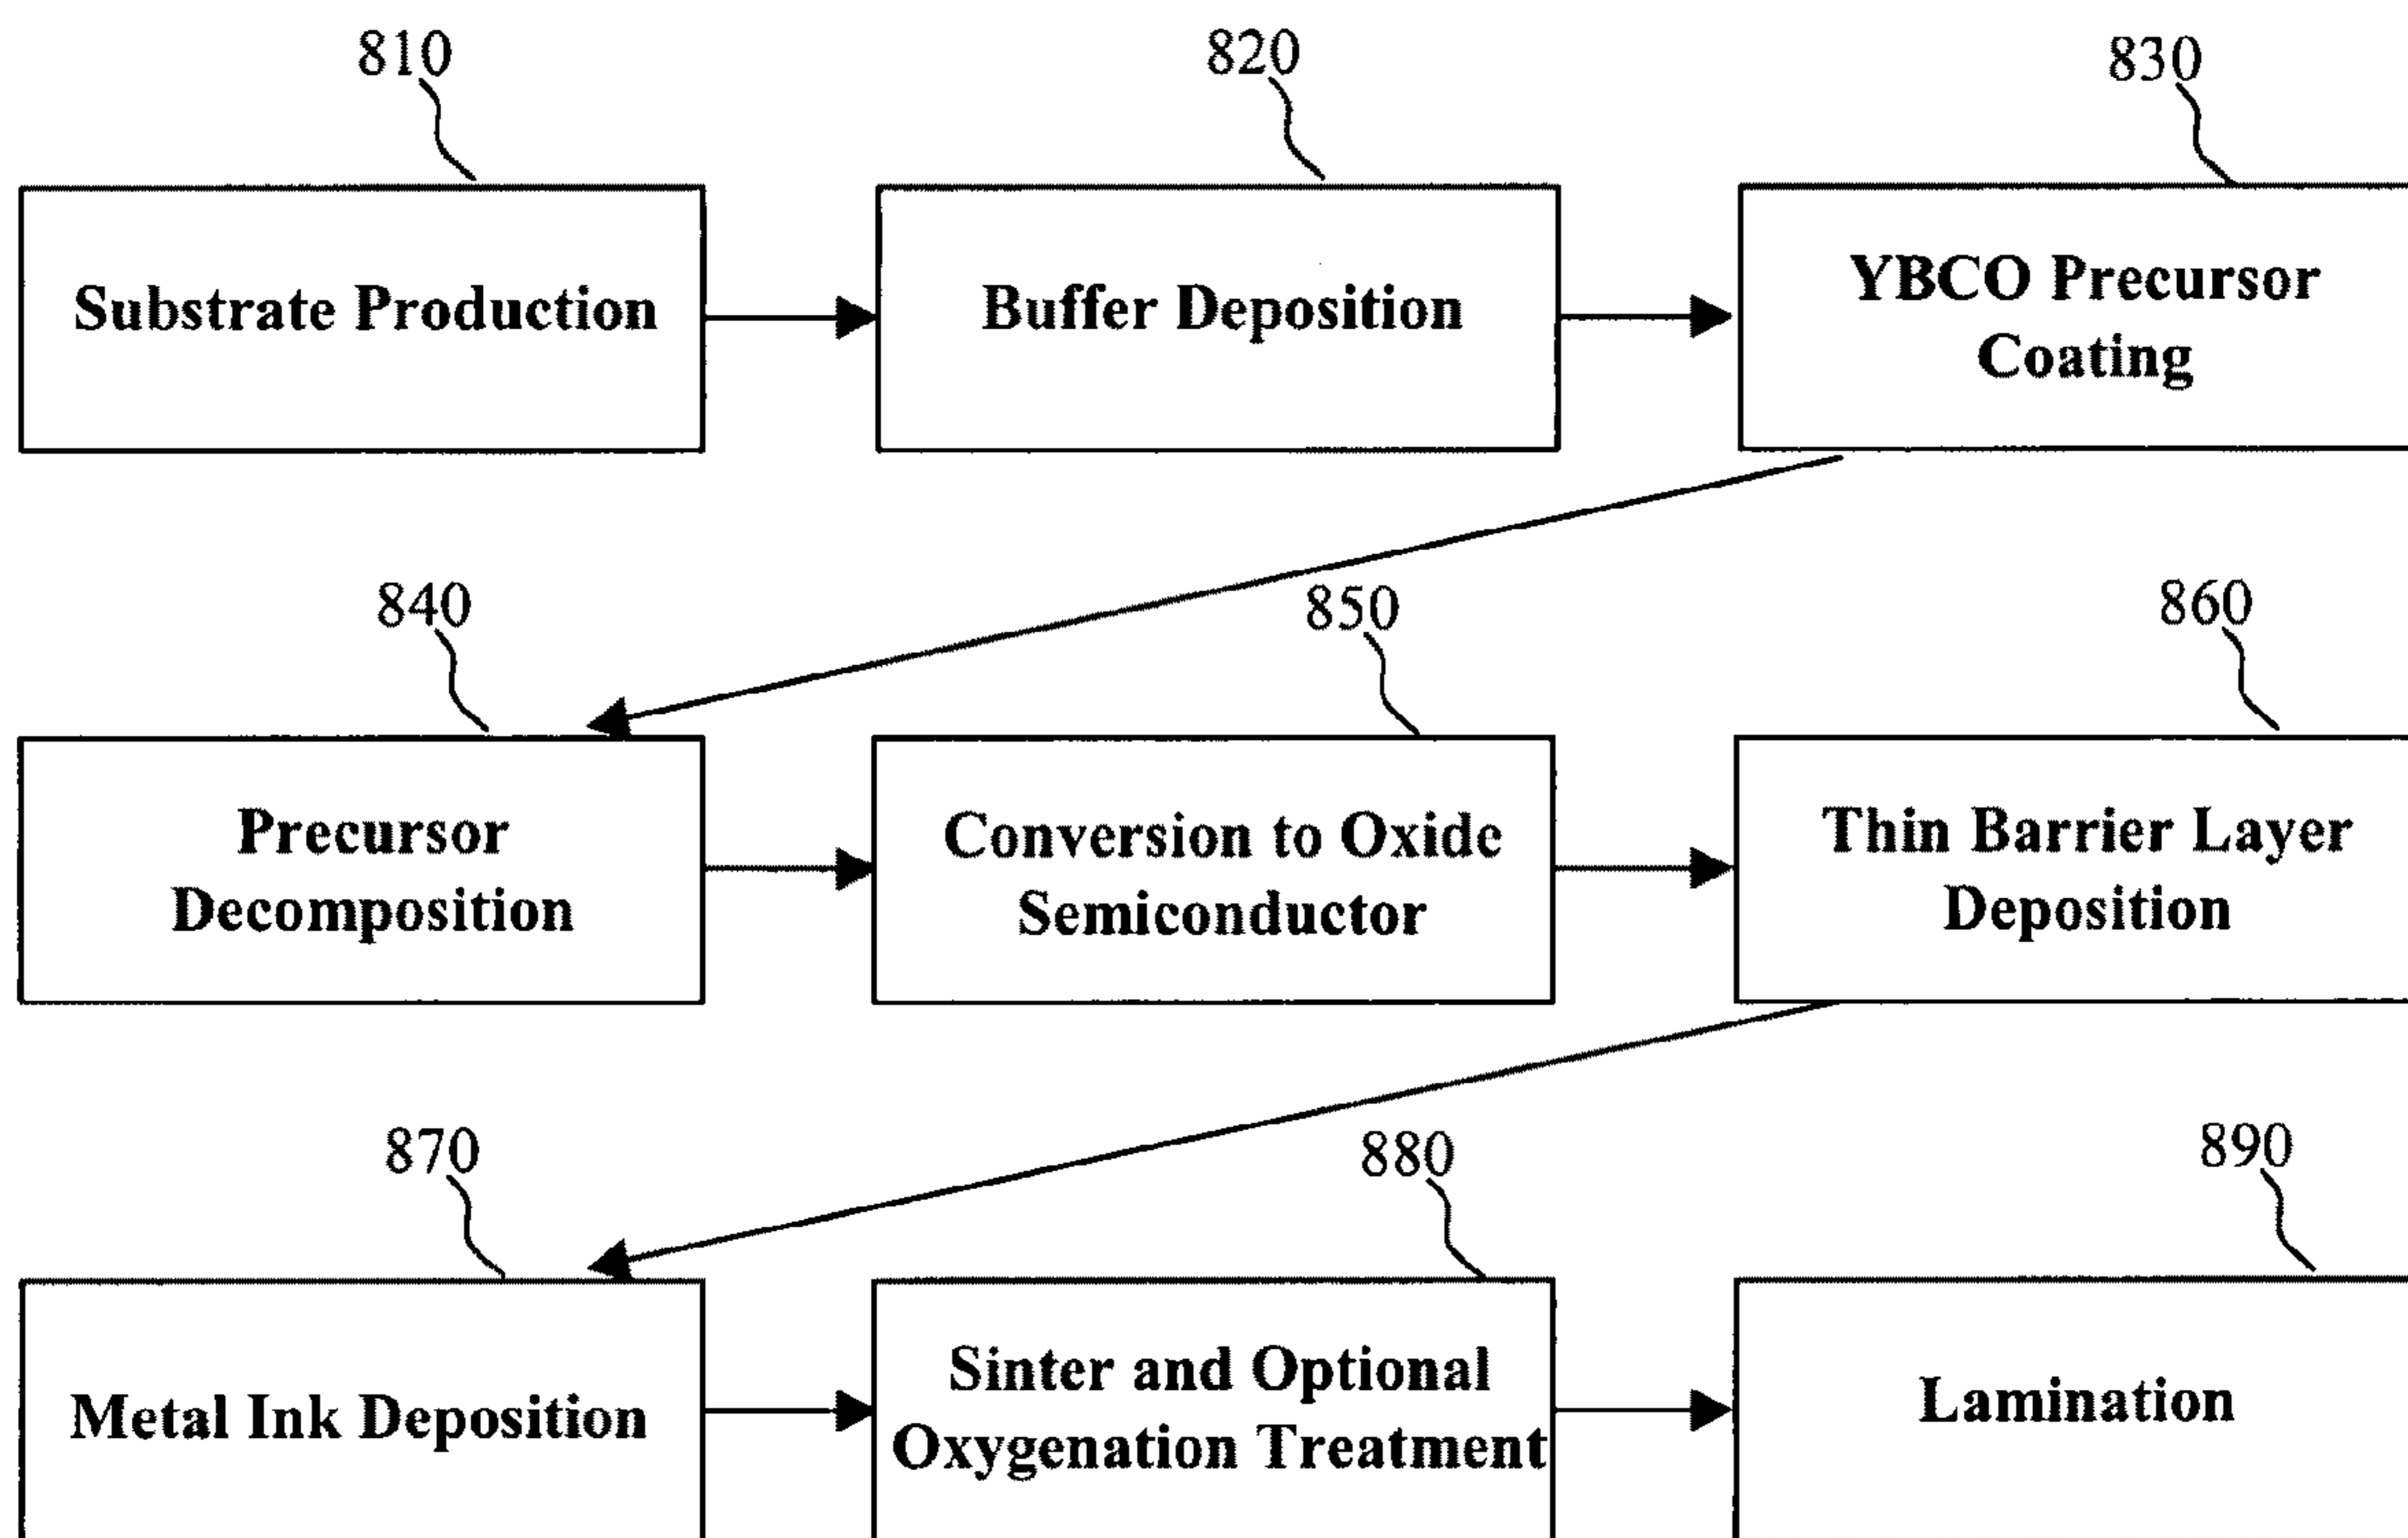 810
820
830
Substrate Production
Buffer Deposition
YBCO Precursor
Coating
840
850
860
Precursor
Decomposition
Conversion to Oxide
Semiconductor
Thin Barrier Layer
Deposition
870
880
890
Metal Ink Deposition
Sinter and Optional
Oxygenation Treatment
Lamination